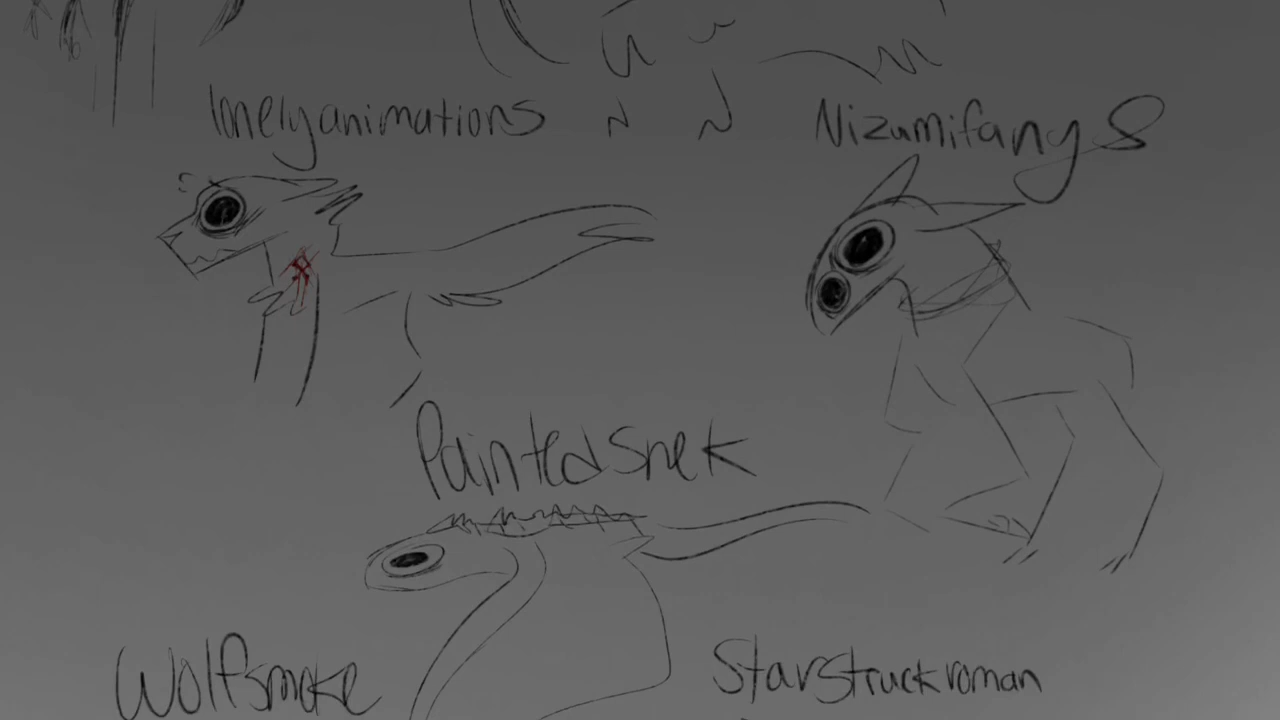 lonelyanimations
Nizumifang8
Paintedsnek
Wolfsmoke
Starstruckroman